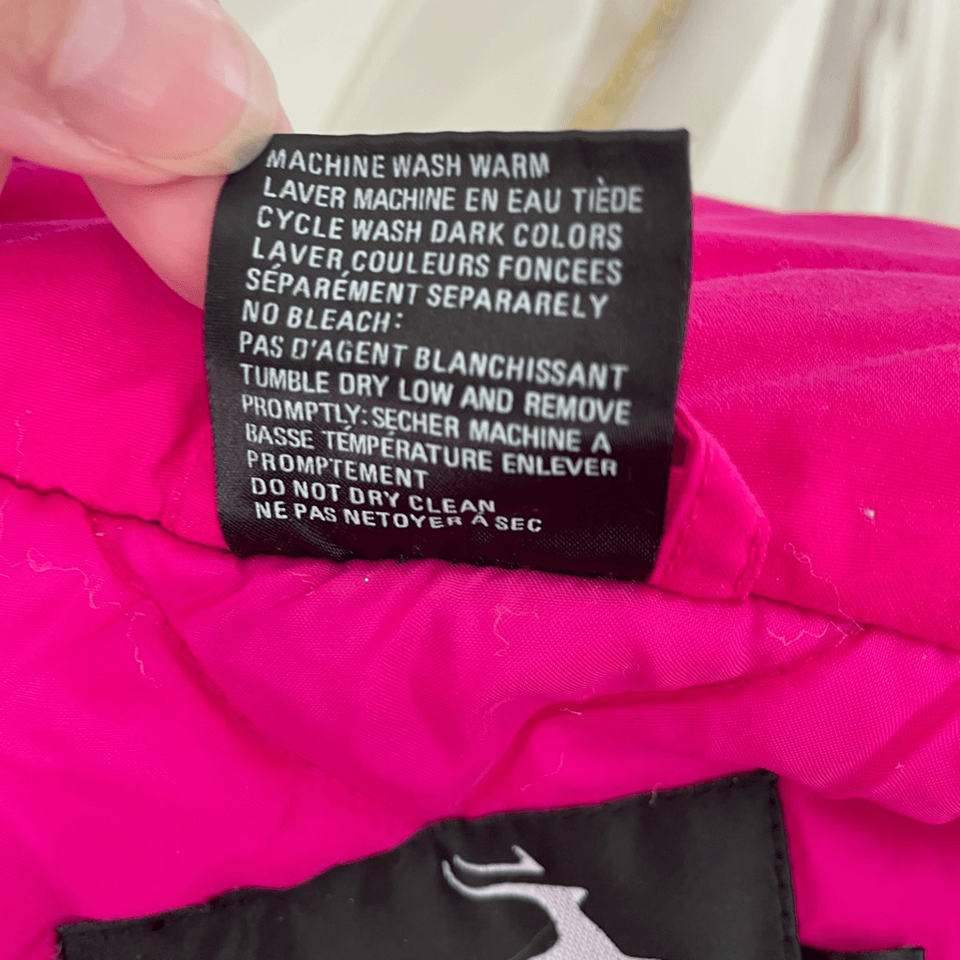 MACHINE WASH WARM
LAVER MACHINE EN EAU TIÈDE
CYCLE WASH DARK COLORS
LAVER COULEURS FONCEES
SÉPARÉMENT SEPARARELY
NO BLEACH:
PAS D'AGENT BLANCHISSANT
TUMBLE DRY LOW AND REMOVE
PROMPTLY: SECHER MACHINE A
BASSE TÉMPÉRATURE ENLEVER
PROMPTEMENT
DO NOT DRY CLEAN
NE PAS NETOYER À SEC